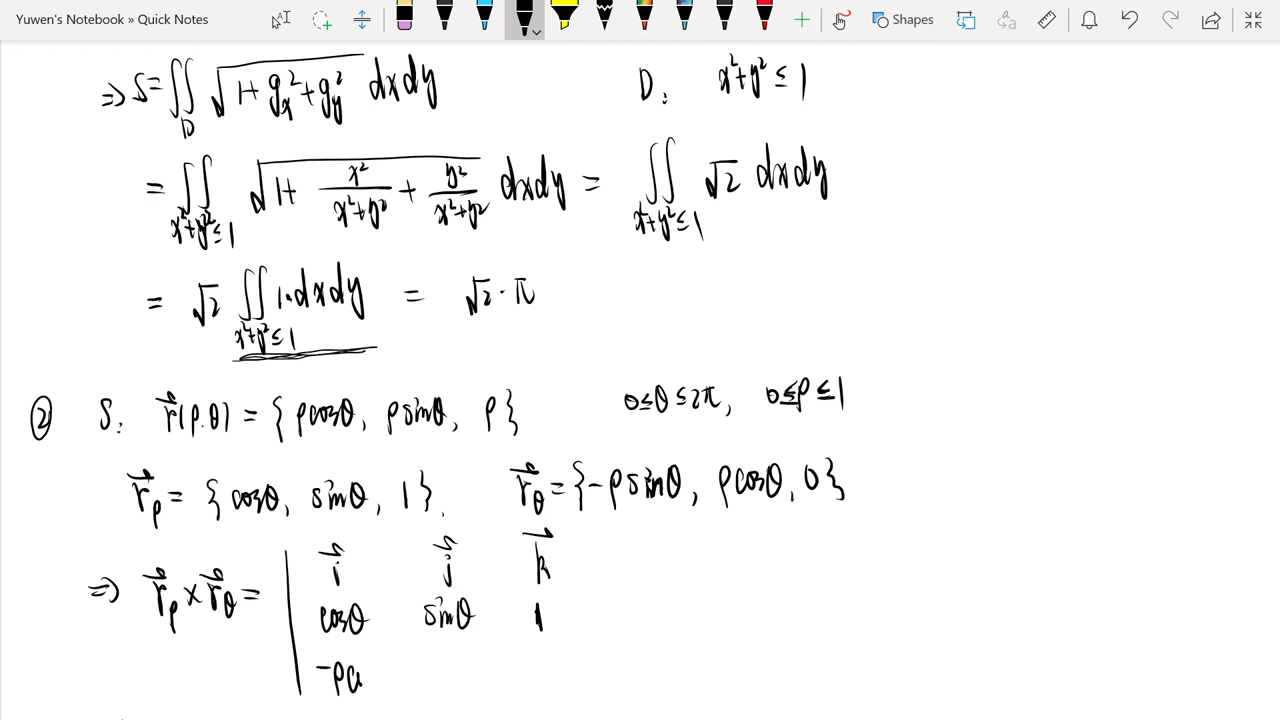 Yuwen's Notebook » Quick Notes
Shapes
⇒ S = ∬_D √(1+g_x²+g_y²) dxdy D: x²+y² ≤ 1
= ∬_{x²+y²≤1} √(1+ x²/(x²+y²) + y²/(x²+y²)) dxdy = ∬_{x²+y²≤1} √2 dxdy
= √2 ∬_{x²+y²≤1} 1·dxdy = √2·π
② S: r⃗(ρ,θ) = {ρcosθ, ρsinθ, ρ} 0≤θ≤2π, 0≤ρ≤1
r⃗_ρ = {cosθ, sinθ, 1}. r⃗_θ = {-ρsinθ, ρcosθ, 0}
⇒ r⃗_ρ × r⃗_θ = | i⃗ j⃗ k⃗
cosθ sinθ 1
-ρ